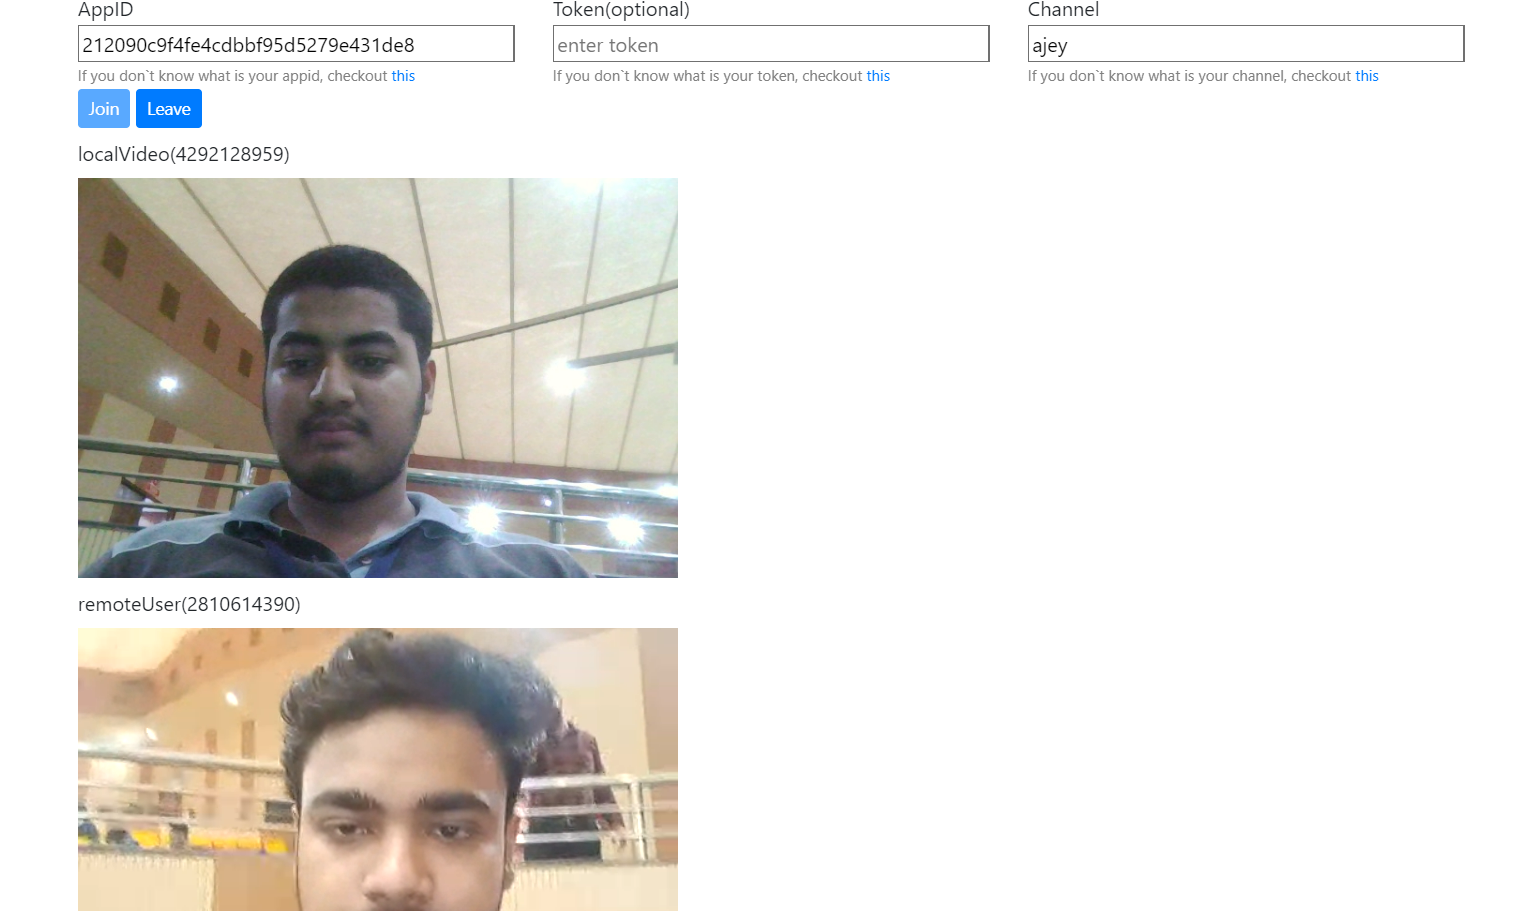 AppID
Token(optional)
Channel
212090c9f4fe4cdbbf95d5279e431de8
enter token
ajey
If you don`t know what is your appid, checkout this
If you don`t know what is your token, checkout this
If you don`t know what is your channel, checkout this
Join
Leave
localVideo(4292128959)
remoteUser(2810614390)